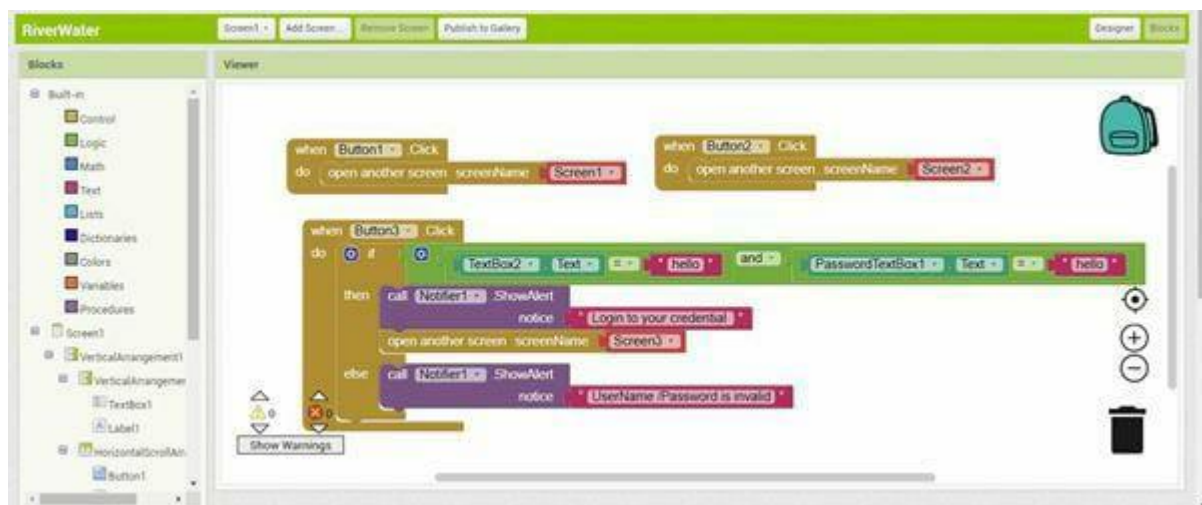 RiverWater Screen1 Add Screen... Remove Screen Publish to Gallery Designer Blocks
Blocks
Viewer
Built-in
Control
Logic
Math
Text
Lists
Dictionaries
Colors
Variables
Procedures
Screen1
VerticalArrangement1
VerticalArrangemer
TextBox1
Label1
HorizontalScrollArr
Button1
when Button1 Click
do open another screen screenName Screen1
when Button2 Click
do open another screen screenName Screen2
when Button3 Click
do if TextBox2 . Text = " hello " and PasswordTextBox1 . Text = " hello "
then call Notifier1 .ShowAlert
notice " Login to your credential "
open another screen screenName Screen3
else call Notifier1 .ShowAlert
notice " UserName /Password is invalid "
0 0
Show Warnings